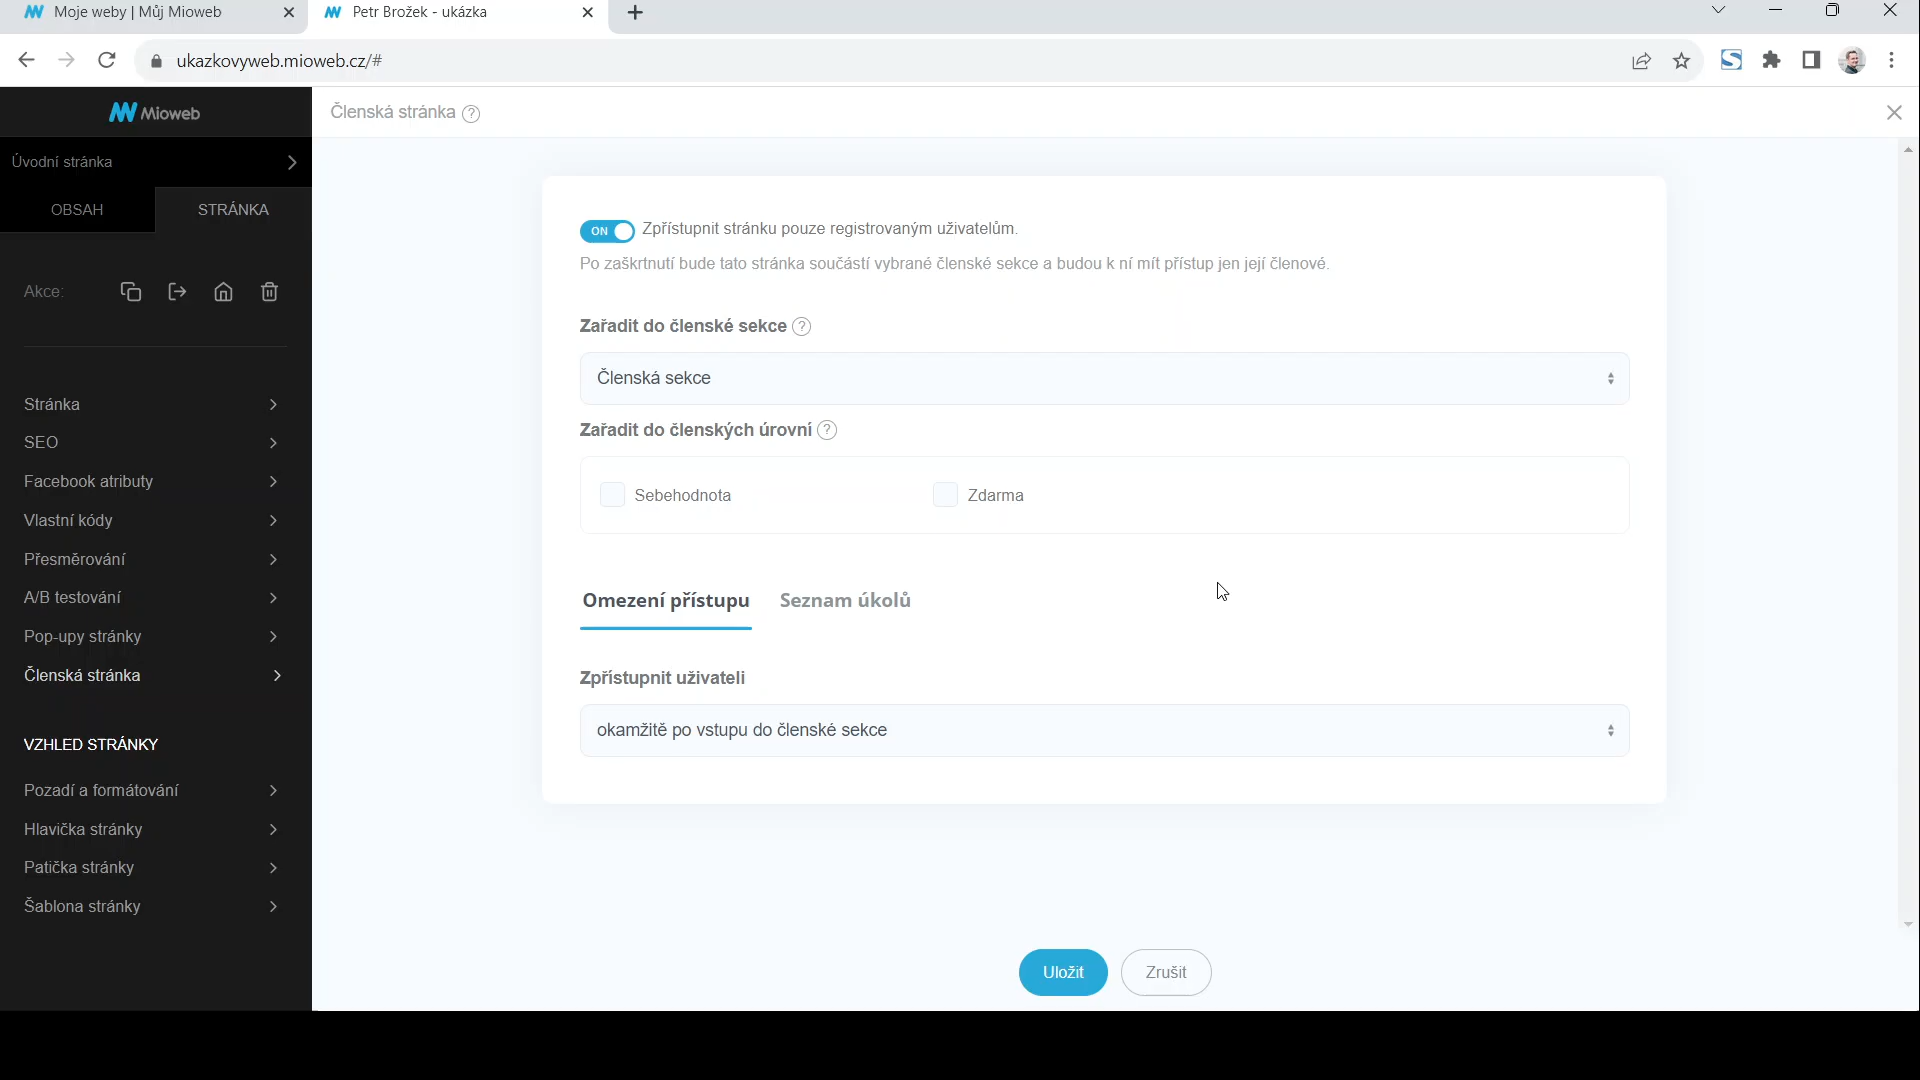 Moje weby | Můj Mioweb
Petr Brožek - ukázka
ukazkovyweb.mioweb.cz/#
Mioweb
Členská stránka ?
Úvodní stránka
OBSAH
STRÁNKA
Akce:
Stránka
SEO
Facebook atributy
Vlastní kódy
Přesměrování
A/B testování
Pop-upy stránky
Členská stránka
VZHLED STRÁNKY
Pozadí a formátování
Hlavička stránky
Patička stránky
Šablona stránky
ON Zpřístupnit stránku pouze registrovaným uživatelům.
Po zaškrtnutí bude tato stránka součástí vybrané členské sekce a budou k ní mít přístup jen její členové.
Zařadit do členské sekce ?
Členská sekce
Zařadit do členských úrovní ?
Sebehodnota
Zdarma
Omezení přístupu
Seznam úkolů
Zpřístupnit uživateli
okamžitě po vstupu do členské sekce
Uložit
Zrušit